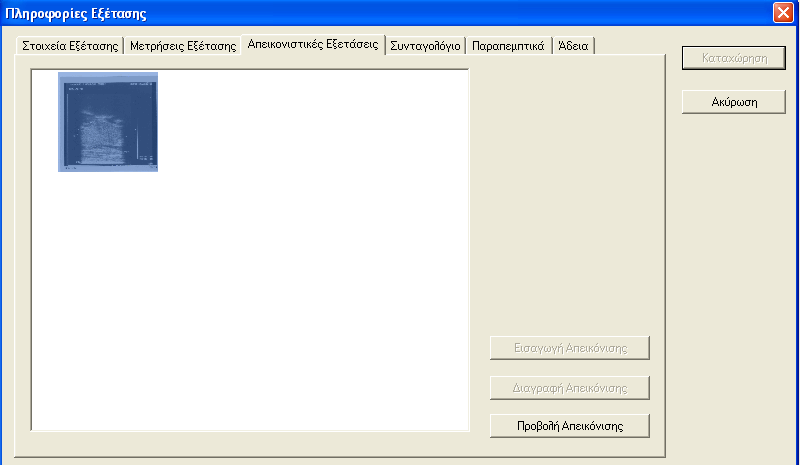 Πληροφορίες Εξέτασης
Στοιχεία Εξέτασης Μετρήσεις Εξέτασης Απεικονιστικές Εξετάσεις Συνταγολόγιο Παραπεμπτικά Άδεια
Καταχώρηση
Ακύρωση
Εισαγωγή Απεικόνισης
Διαγραφή Απεικόνισης
Προβολή Απεικόνισης